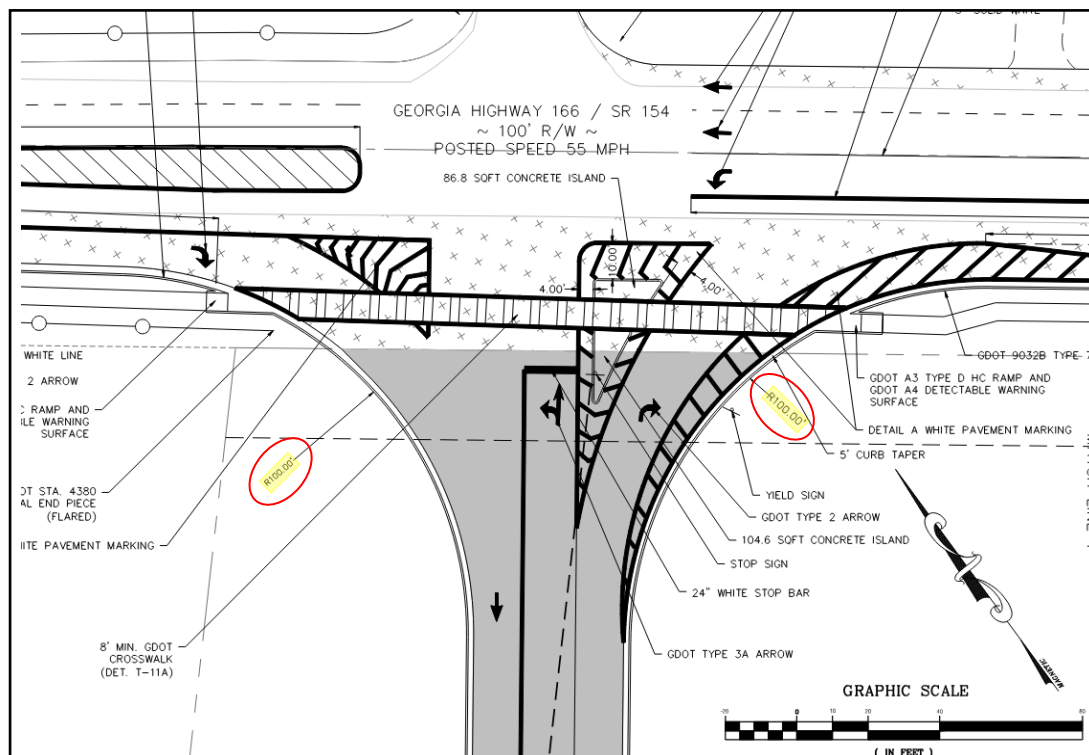 GEORGIA HIGHWAY 166 / SR 154
~ 100' R/W ~
POSTED SPEED 55 MPH
86.8 SQFT CONCRETE ISLAND
10.00
4.00'
4.00'
WHITE LINE
2 ARROW
RAMP AND
WARNING
SURFACE
STA. 4380
END PIECE
(FLARED)
PAVEMENT MARKING
R100.00'
R100.00'
8' MIN. GDOT
CROSSWALK
(DET. T-11A)
GDOT 9032B TYPE 7
GDOT A3 TYPE D HC RAMP AND
GDOT A4 DETECTABLE WARNING
SURFACE
DETAIL A WHITE PAVEMENT MARKING
5' CURB TAPER
YIELD SIGN
GDOT TYPE 2 ARROW
104.6 SQFT CONCRETE ISLAND
STOP SIGN
24" WHITE STOP BAR
GDOT TYPE 3A ARROW
MAGNETIC
GRAPHIC SCALE
-20 0 10 20 40 80
( IN FEET )